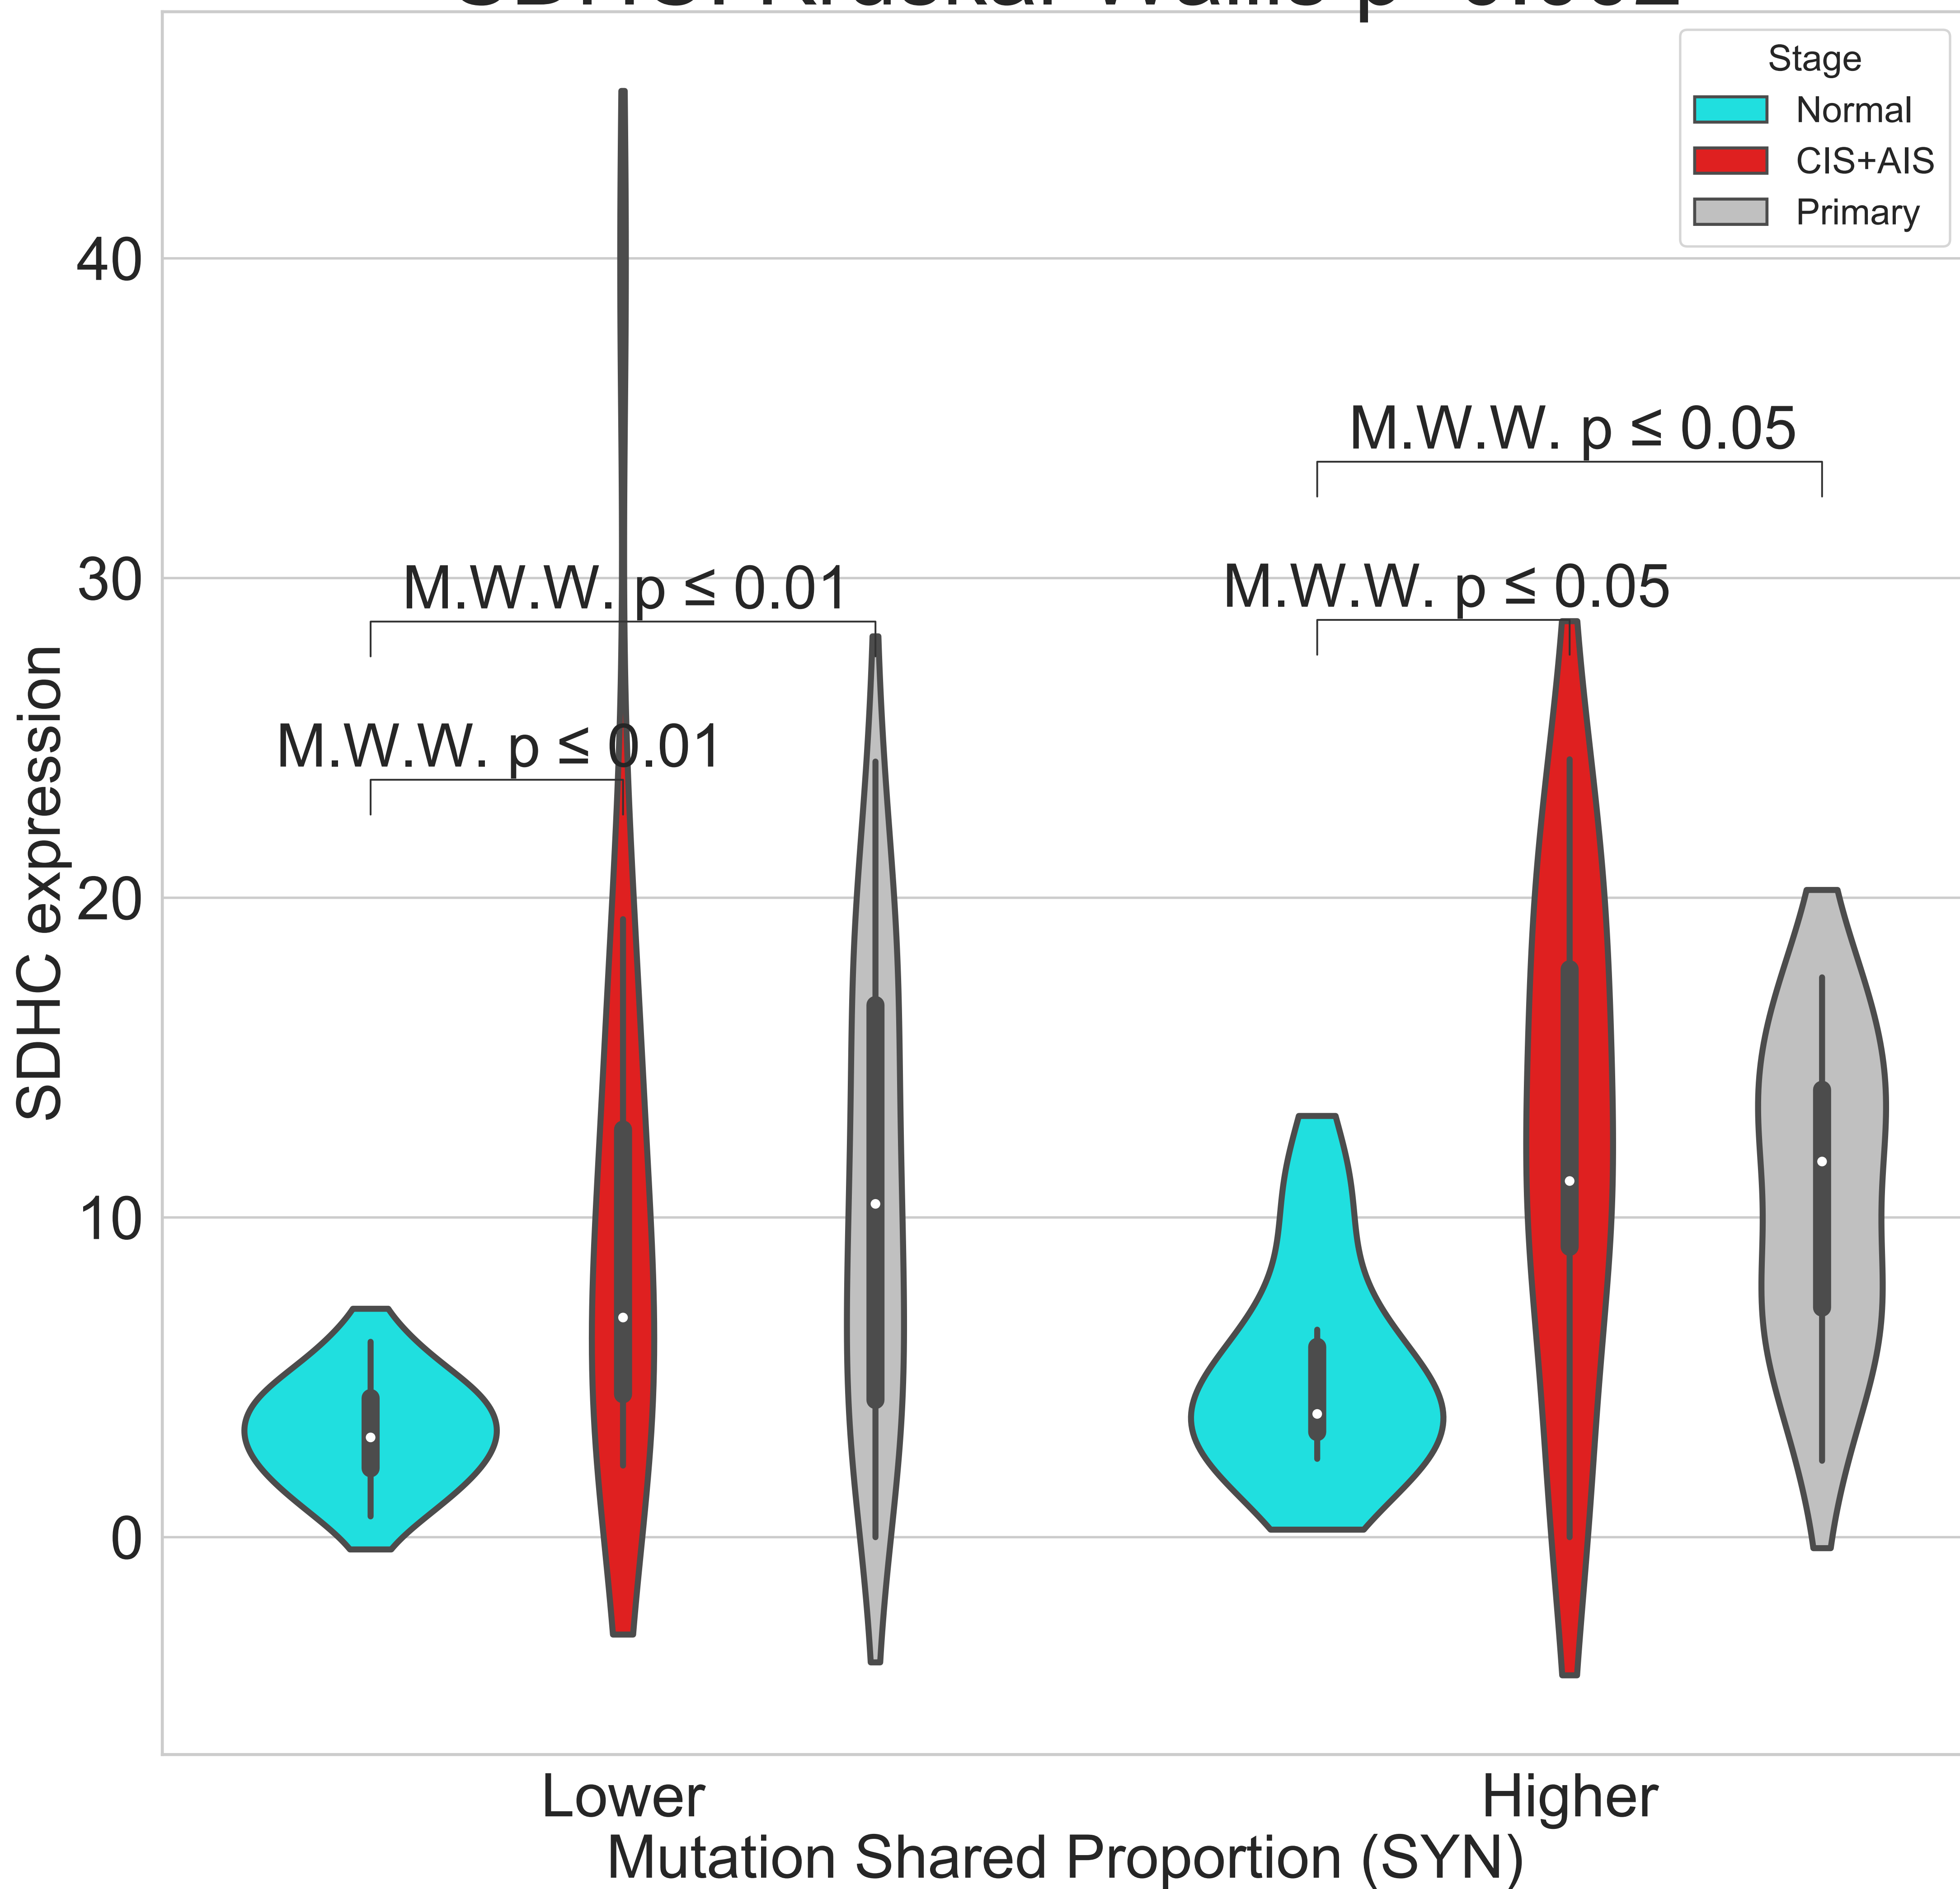 Stage
Normal
CIS+AIS
Primary
40
30
20
10
0
SDHC expression
M.W.W. p ≤ 0.05
M.W.W. p ≤ 0.01
M.W.W. p ≤ 0.05
M.W.W. p ≤ 0.01
Lower
Higher
Mutation Shared Proportion (SYN)